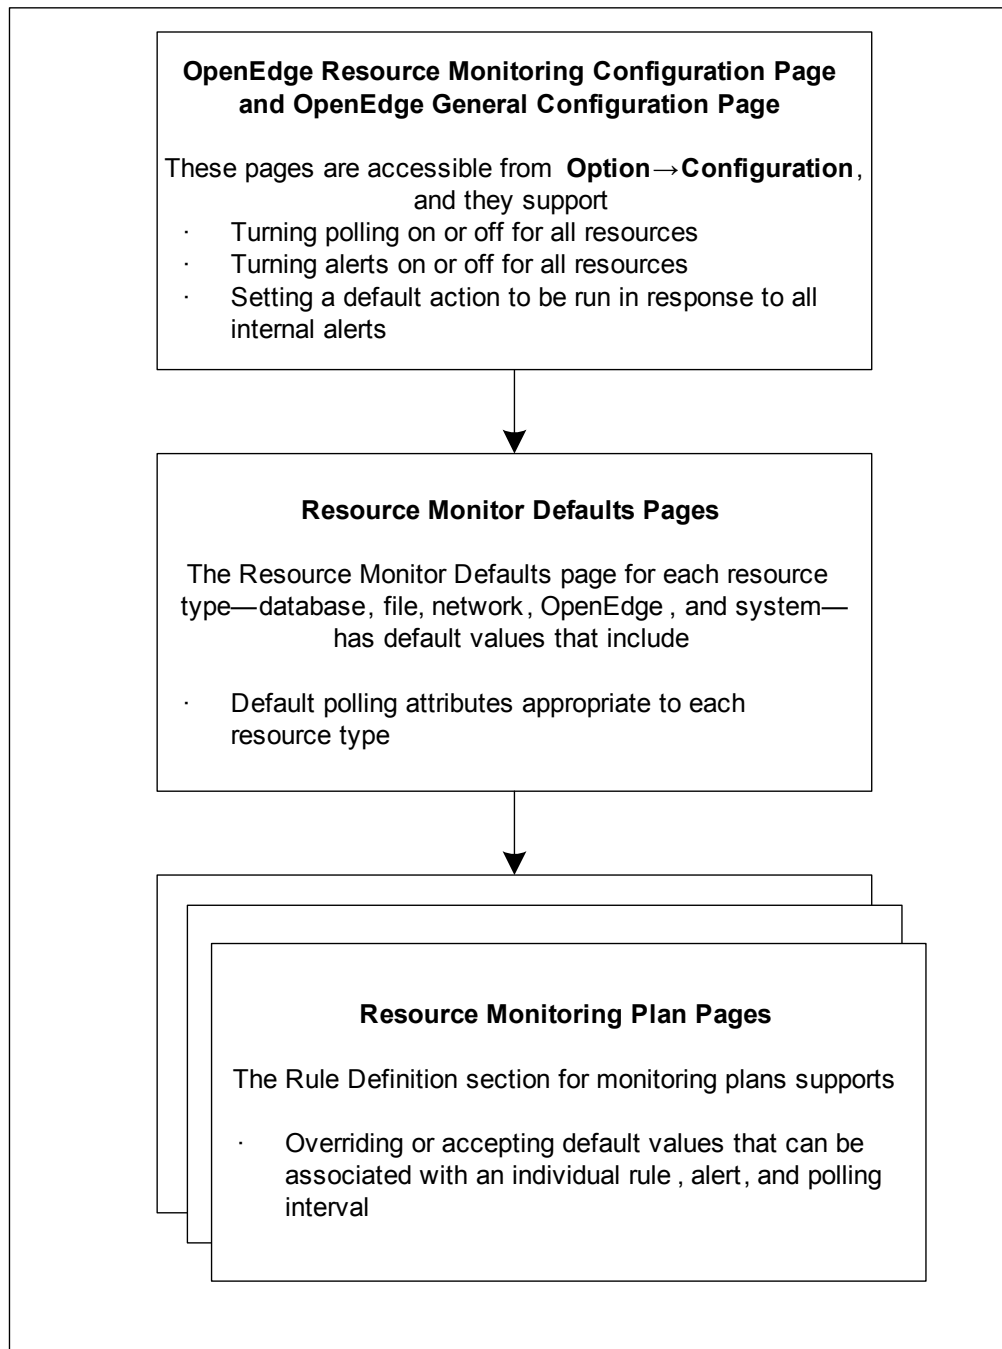 OpenEdge Resource Monitoring Configuration Page
and OpenEdge General Configuration Page
These pages are accessible from Option→Configuration,
and they support
· Turning polling on or off for all resources
· Turning alerts on or off for all resources
· Setting a default action to be run in response to all
internal alerts
Resource Monitor Defaults Pages
The Resource Monitor Defaults page for each resource
type—database, file, network, OpenEdge, and system—
has default values that include
· Default polling attributes appropriate to each
resource type
Resource Monitoring Plan Pages
The Rule Definition section for monitoring plans supports
· Overriding or accepting default values that can be
associated with an individual rule, alert, and polling
interval